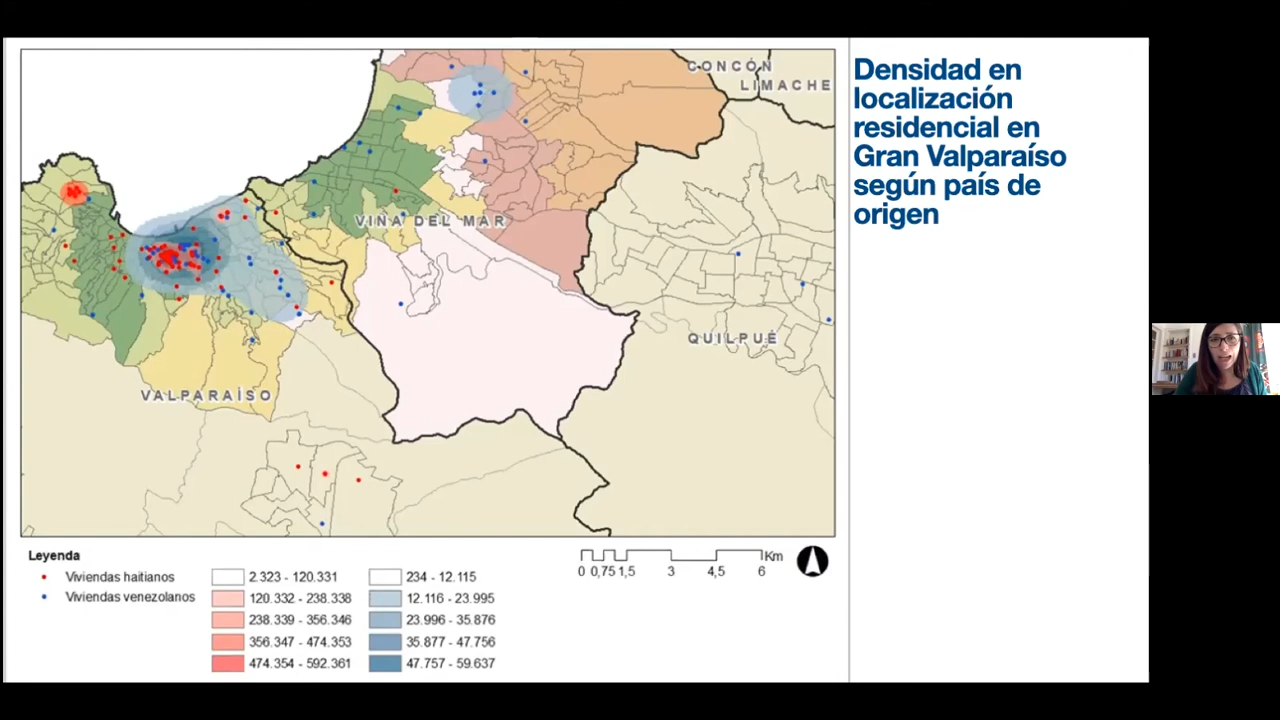 CONCÓN
LIMACHE
VIÑA DEL MAR
QUILPUÉ
VALPARAÍSO
Densidad en
localización
residencial en
Gran Valparaíso
según país de
origen
Leyenda
Viviendas haitianos
Viviendas venezolanos
2.323 - 120.331
120.332 - 238.338
238.339 - 356.346
356.347 - 474.353
474.354 - 592.361
234 - 12.115
12.116 - 23.995
23.996 - 35.876
35.877 - 47.756
47.757 - 59.637
Km
0 0,75 1,5 3 4,5 6